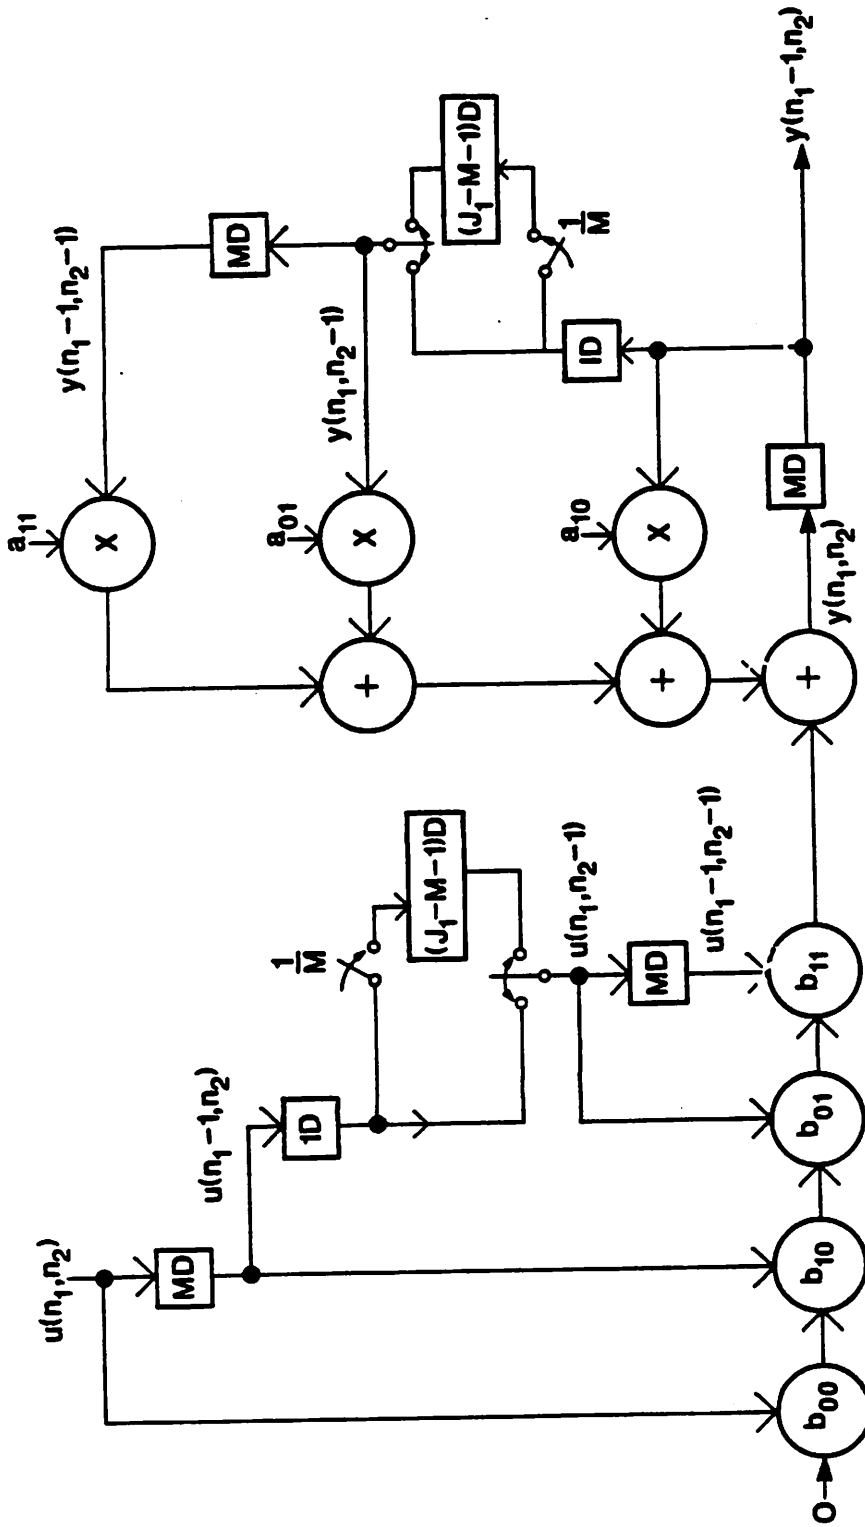 u(n₁,n₂)
MD
u(n₁-1,n₂)
1D
1/M
(J₁-M-1)D
u(n₁,n₂-1)
MD
u(n₁-1,n₂-1)
0
b₀₀
b₁₀
b₀₁
b₁₁
a₁₁
X
y(n₁-1,n₂-1)
MD
a₀₁
X
y(n₁,n₂-1)
+
(J₁-M-1)D
1/M
1D
a₁₀
X
+
+
y(n₁,n₂)
MD
y(n₁-1,n₂)